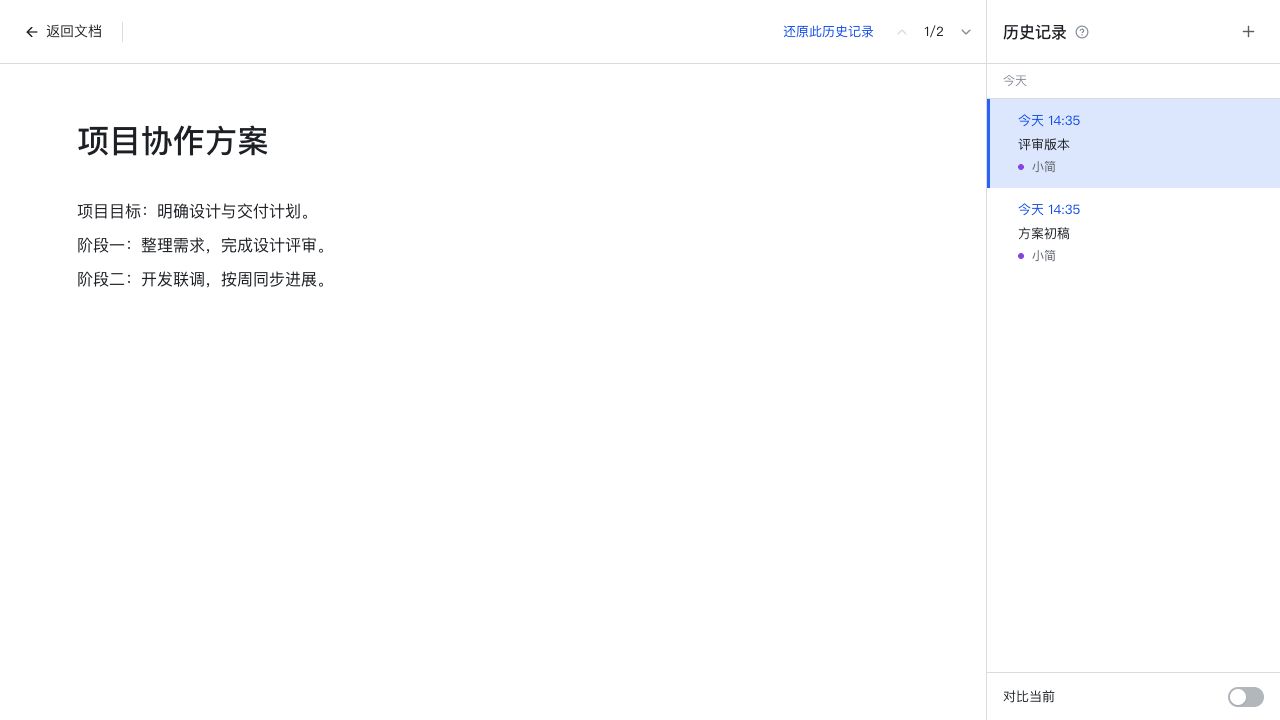 返回文档
还原此历史记录
1/2
项目协作方案
项目目标：明确设计与交付计划。
阶段一：整理需求，完成设计评审。
阶段二：开发联调，按周同步进展。
历史记录
今天
今天 14:35
评审版本
小简
今天 14:35
方案初稿
小简
对比当前